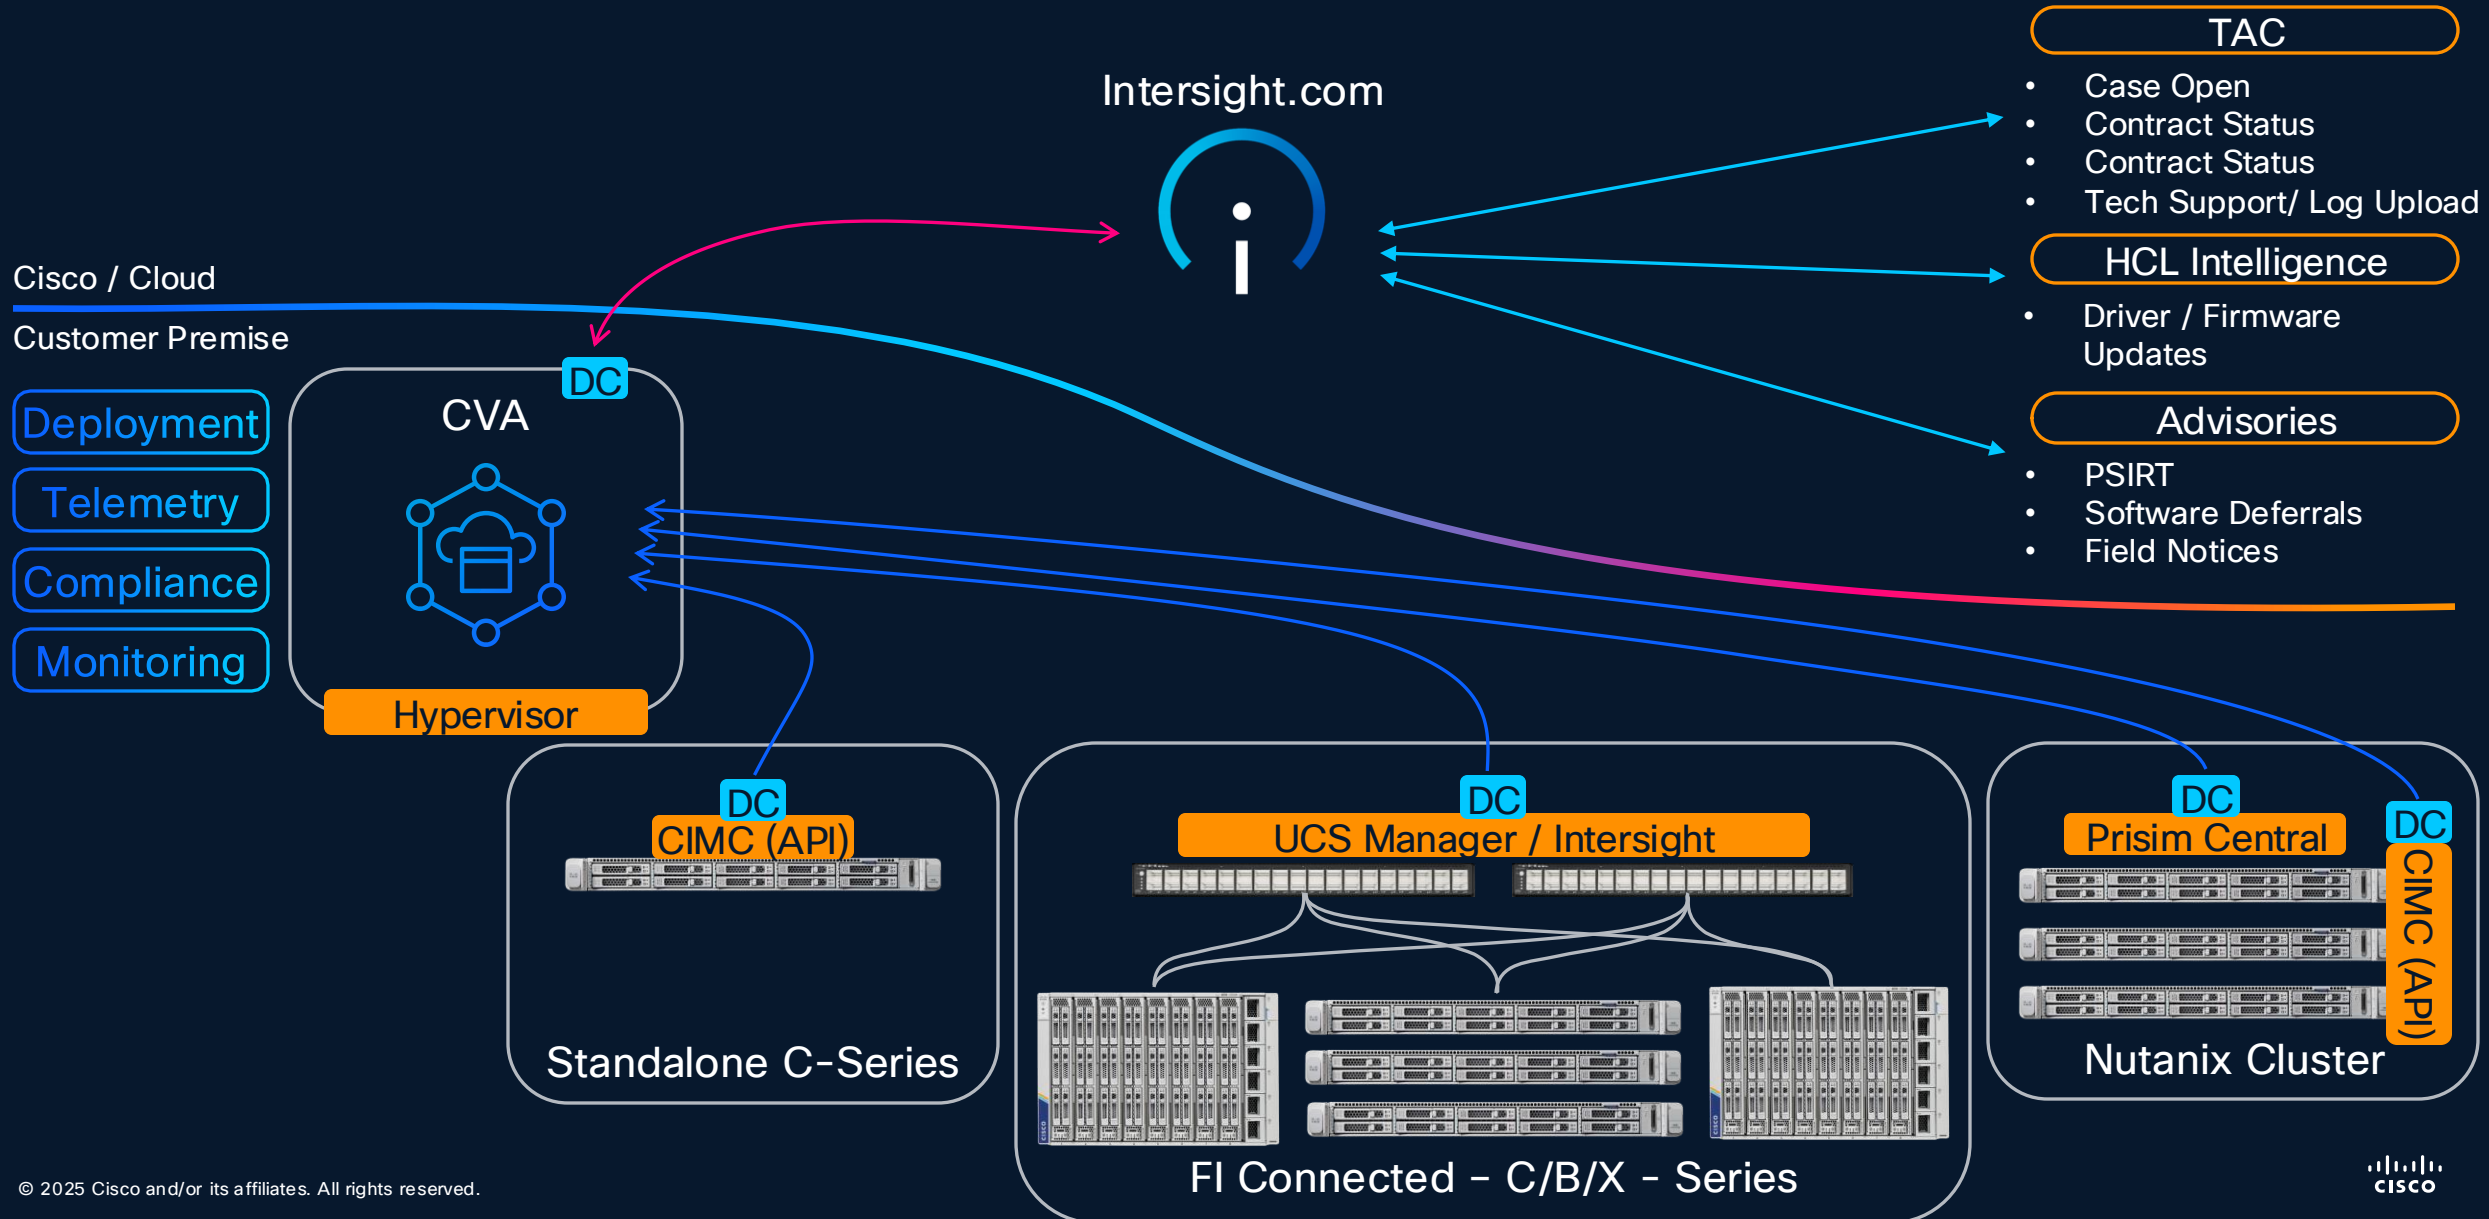 TAC
Intersight.com
• Case Open
• Contract Status
• Contract Status
• Tech Support/ Log Upload
HCL Intelligence
• Driver / Firmware
Updates
Advisories
• PSIRT
• Software Deferrals
• Field Notices
Cisco / Cloud
Customer Premise
Deployment
Telemetry
Compliance
Monitoring
DC
CVA
Hypervisor
DC
CIMC (API)
Standalone C-Series
DC
UCS Manager / Intersight
CISCO
CISCO
FI Connected – C/B/X – Series
DC
Prisim Central
DC
CIMC (API)
Nutanix Cluster
© 2025 Cisco and/or its affiliates. All rights reserved.
CISCO